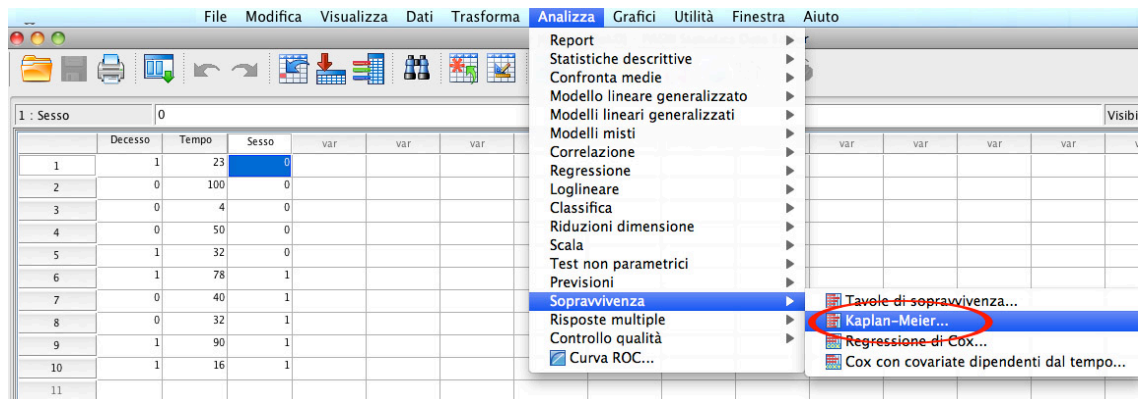 File Modifica Visualizza Dati Trasforma Analizza Grafici Utilità Finestra Aiuto
Report
Statistiche descrittive
Confronta medie
Modello lineare generalizzato
Modelli lineari generalizzati
Modelli misti
Correlazione
Regressione
Loglineare
Classifica
Riduzioni dimensione
Scala
Test non parametrici
Previsioni
Sopravvivenza
Risposte multiple
Controllo qualità
Curva ROC...
Tavole di sopravvivenza...
Kaplan-Meier...
Regressione di Cox...
Cox con covariate dipendenti dal tempo...
1 : Sesso 0 Visibi
Decesso Tempo Sesso var var var var var var var
1 1 23 0
2 0 100 0
3 0 4 0
4 0 50 0
5 1 32 0
6 1 78 1
7 0 40 1
8 0 32 1
9 1 90 1
10 1 16 1
11